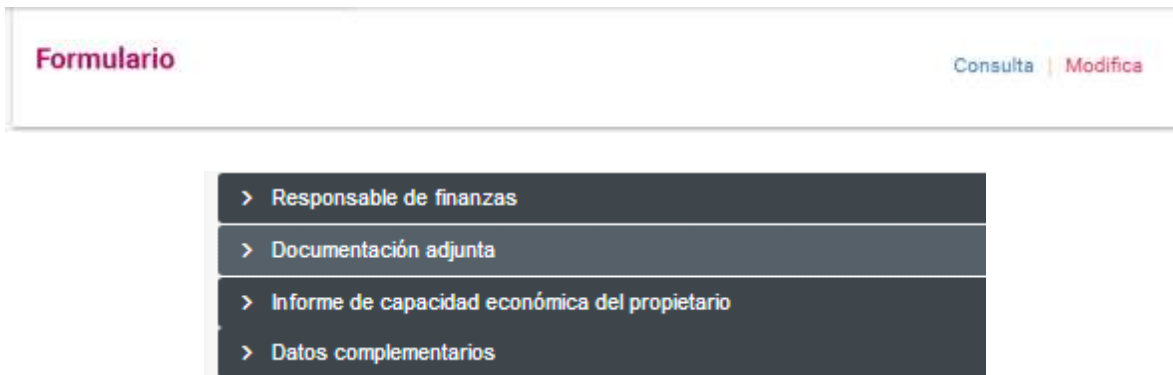 Formulario
Consulta | Modifica
> Responsable de finanzas
> Documentación adjunta
> Informe de capacidad económica del propietario
> Datos complementarios